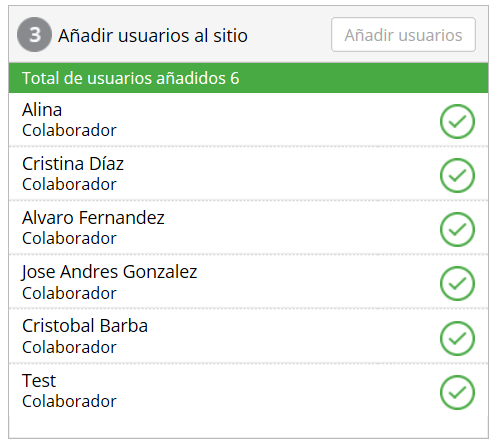 3 Añadir usuarios al sitio Añadir usuarios
Total de usuarios añadidos 6
Alina
Colaborador
Cristina Díaz
Colaborador
Alvaro Fernandez
Colaborador
Jose Andres Gonzalez
Colaborador
Cristobal Barba
Colaborador
Test
Colaborador